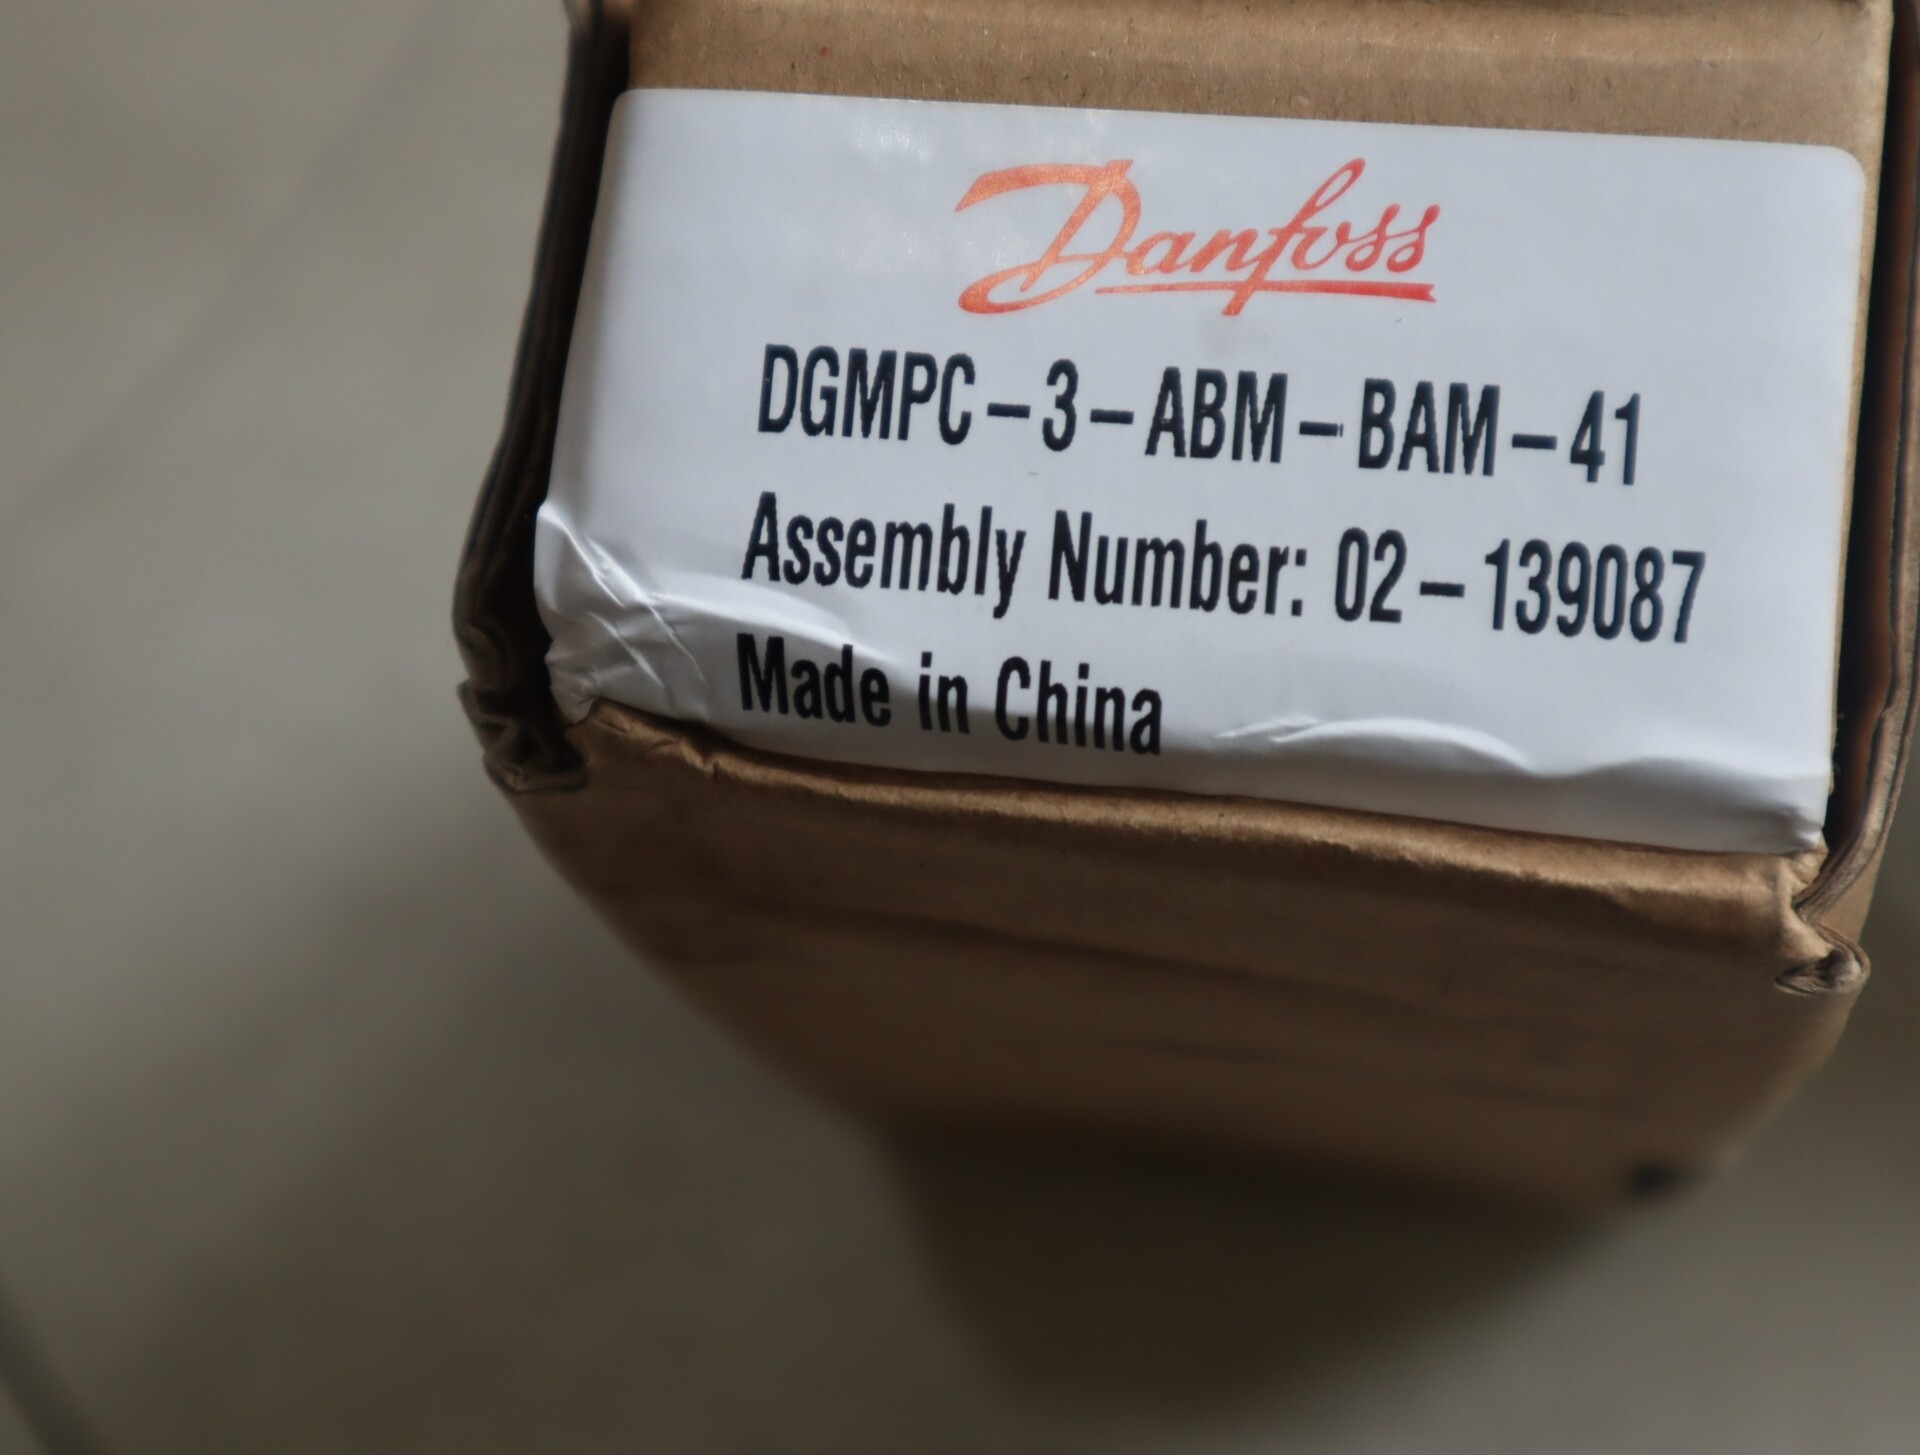 Danfoss
DGMPC-3-ABM-BAM-41
Assembly Number: 02-139087
Made in China